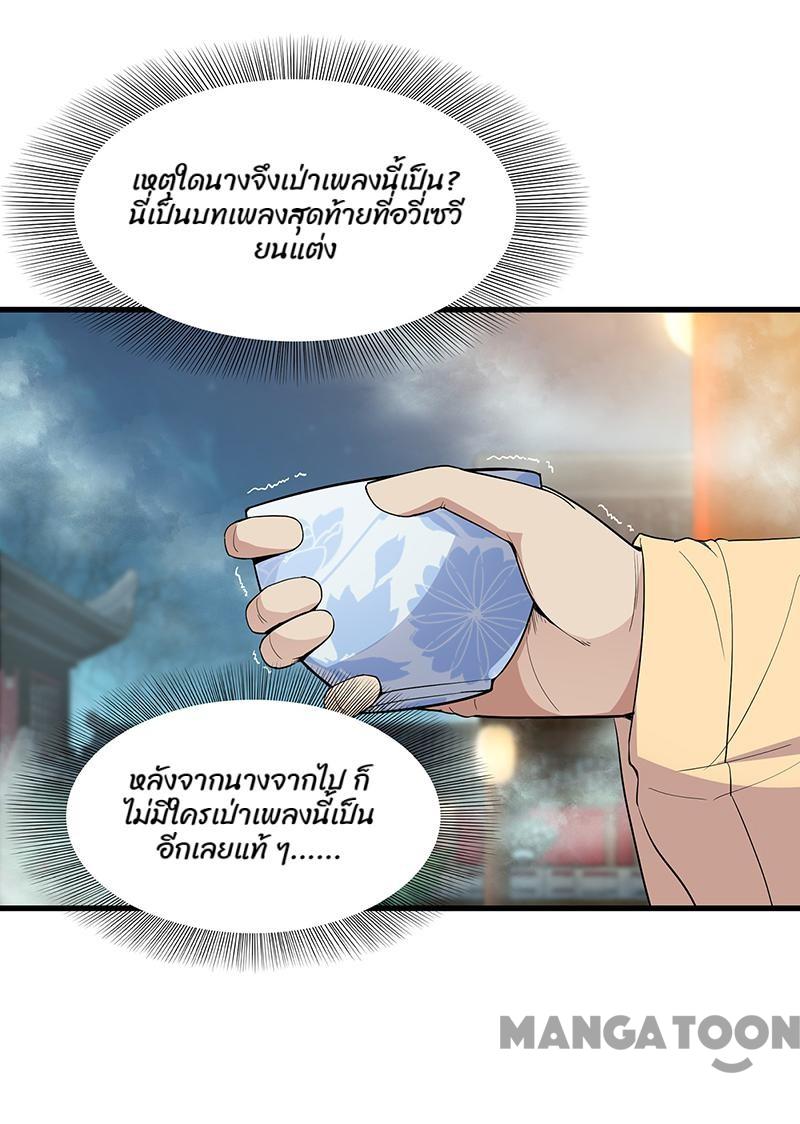 เหตุใดนางจึงเป่าเพลงนี้เป็น?
นี่เป็นบทเพลงสุดท้ายที่อวี่เซวี
ยนแต่ง
หลังจากนางจากไป ก็
ไม่มีใครเป่าเพลงนี้เป็น
อีกเลยแท้ ๆ......
MANGATOON